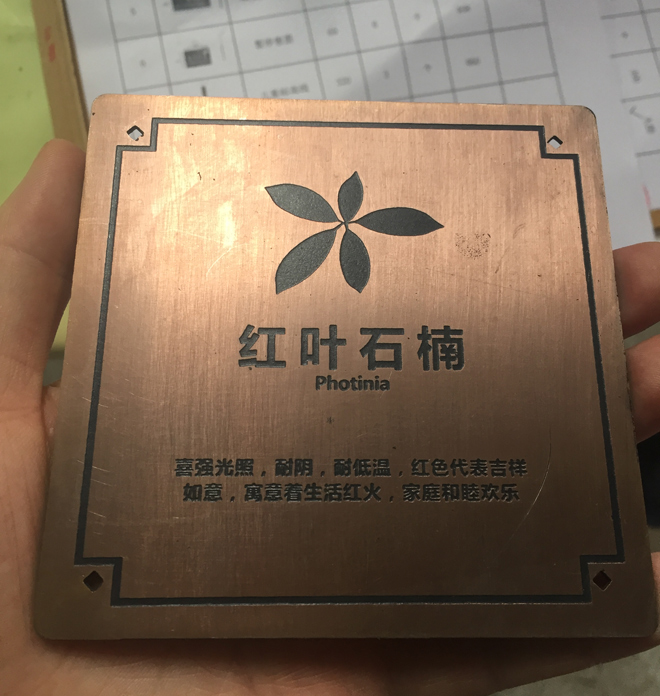 红叶石楠
Photinia
喜强光照，耐阴，耐低温，红色代表吉样
如意，寓意着生活红火，家庭和睦欢乐